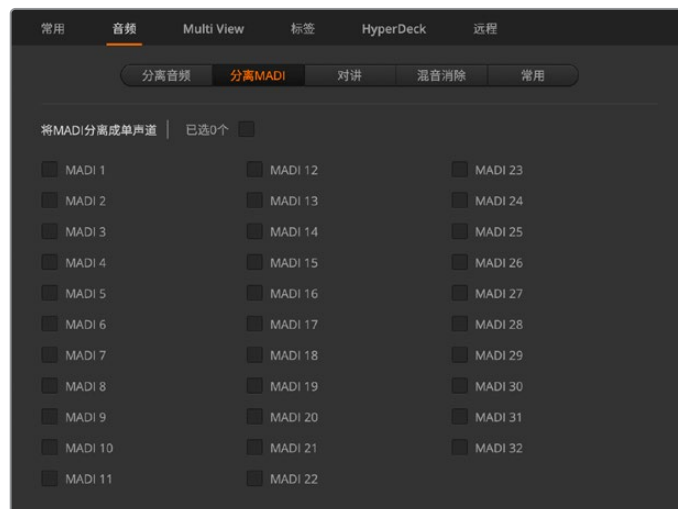 常用 音频 Multi View 标签 HyperDeck 远程
分离音频 分离MADI 对讲 混音消除 常用
将MADI分离成单声道 已选0个
MADI 1 MADI 12 MADI 23
MADI 2 MADI 13 MADI 24
MADI 3 MADI 14 MADI 25
MADI 4 MADI 15 MADI 26
MADI 5 MADI 16 MADI 27
MADI 6 MADI 17 MADI 28
MADI 7 MADI 18 MADI 29
MADI 8 MADI 19 MADI 30
MADI 9 MADI 20 MADI 31
MADI 10 MADI 21 MADI 32
MADI 11 MADI 22